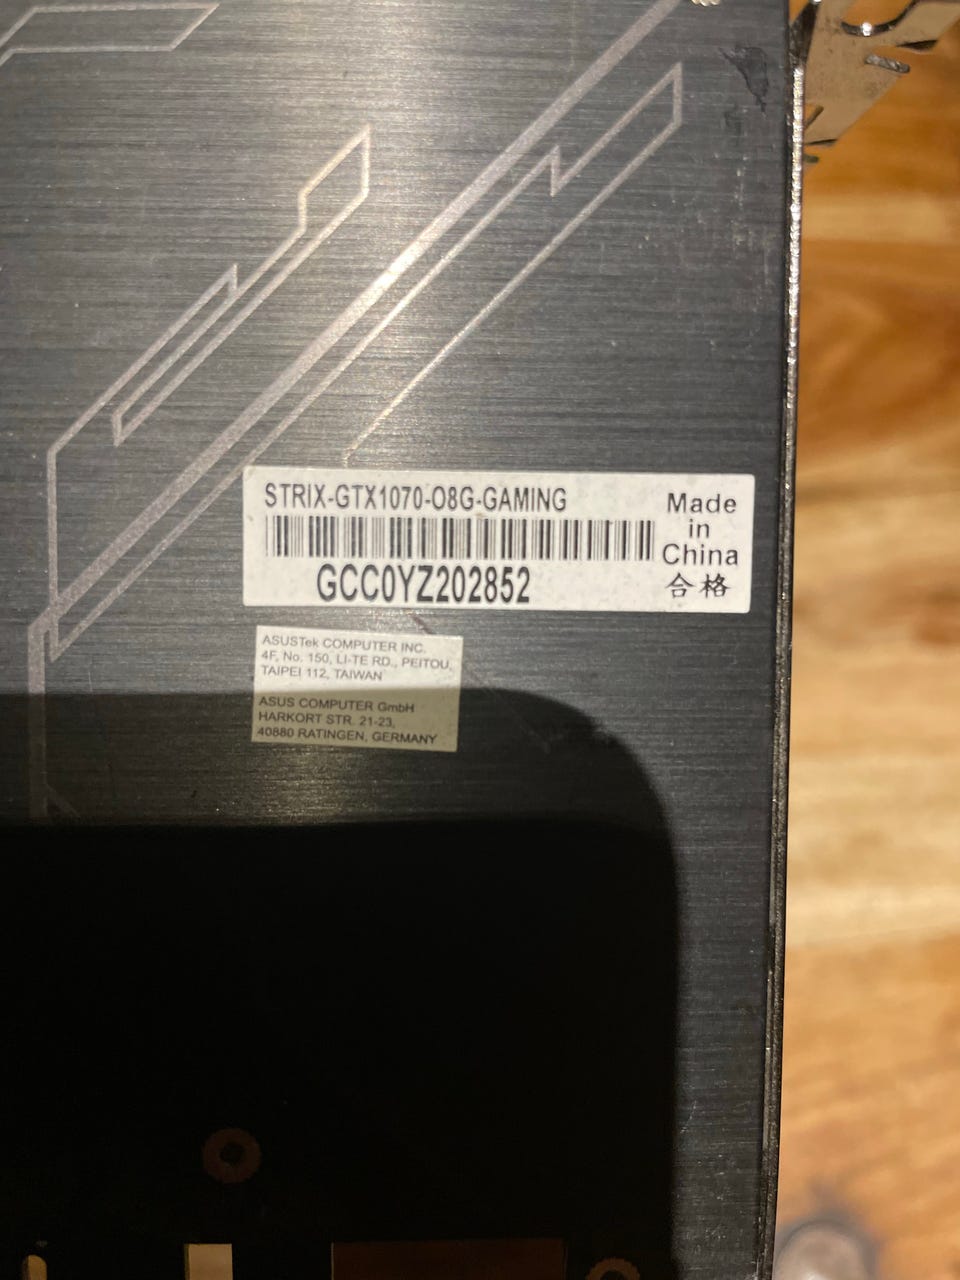 STRIX-GTX1070-O8G-GAMING
GCC0YZ202852
Made
in
China
合格
ASUSTek COMPUTER INC.
4F, No. 150, LI-TE RD., PEITOU,
TAIPEI 112, TAIWAN
ASUS COMPUTER GmbH
HARKORT STR. 21-23,
40880 RATINGEN, GERMANY